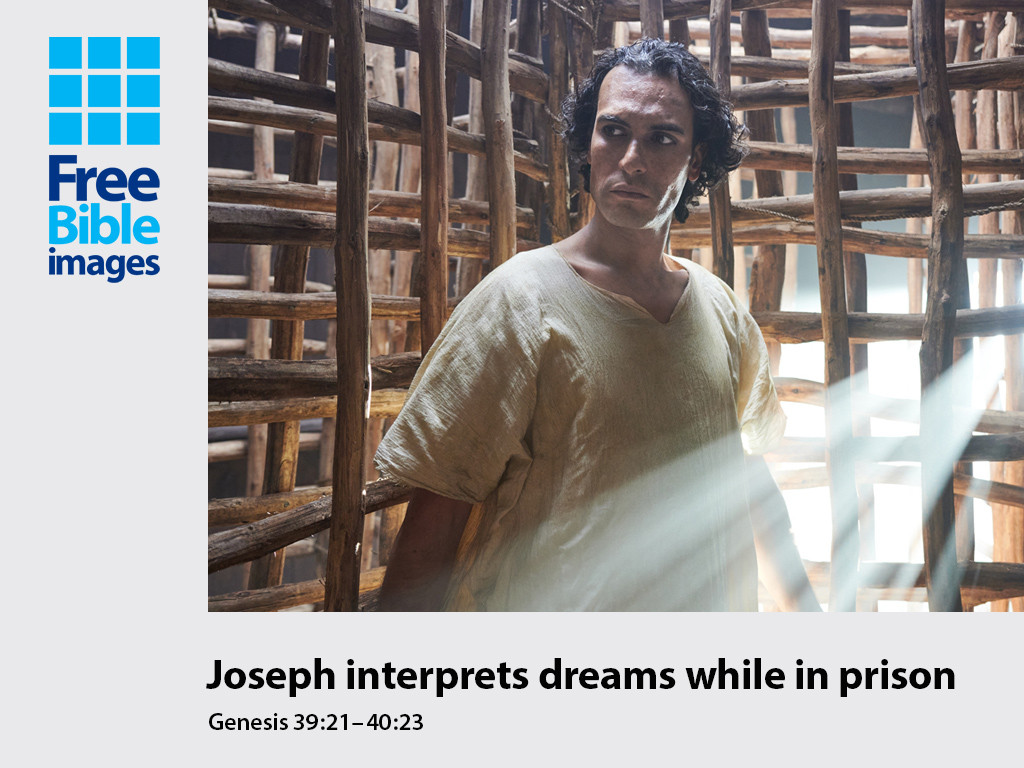 Free
Bible
images
Joseph interprets dreams while in prison
Genesis 39:21–40:23